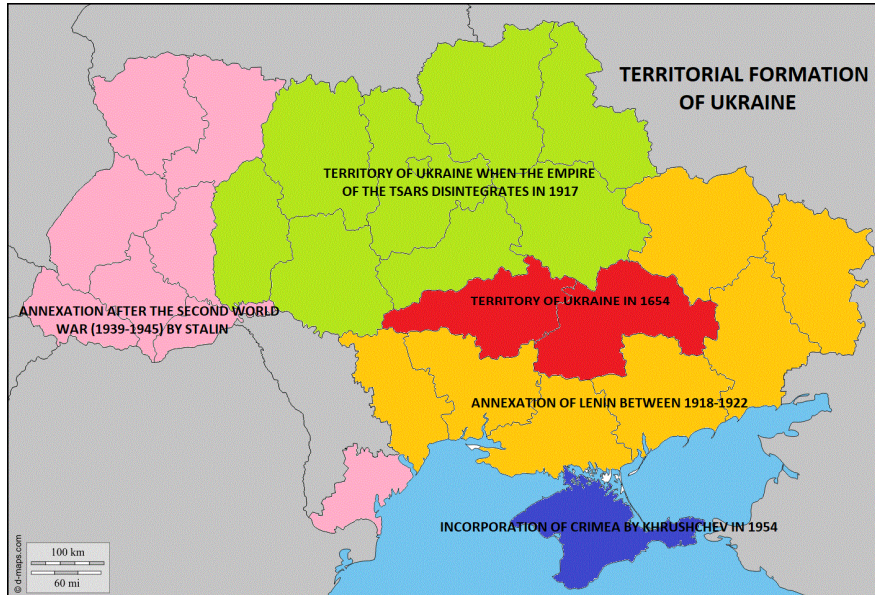 TERRITORIAL FORMATION
OF UKRAINE
TERRITORY OF UKRAINE WHEN THE EMPIRE
OF THE TSARS DISINTEGRATES IN 1917
TERRITORY OF UKRAINE IN 1654
ANNEXATION AFTER THE SECOND WORLD
WAR (1939-1945) BY STALIN
ANNEXATION OF LENIN BETWEEN 1918-1922
INCORPORATION OF CRIMEA BY KHRUSHCHEV IN 1954
100 km
60 mi
© d-maps.com